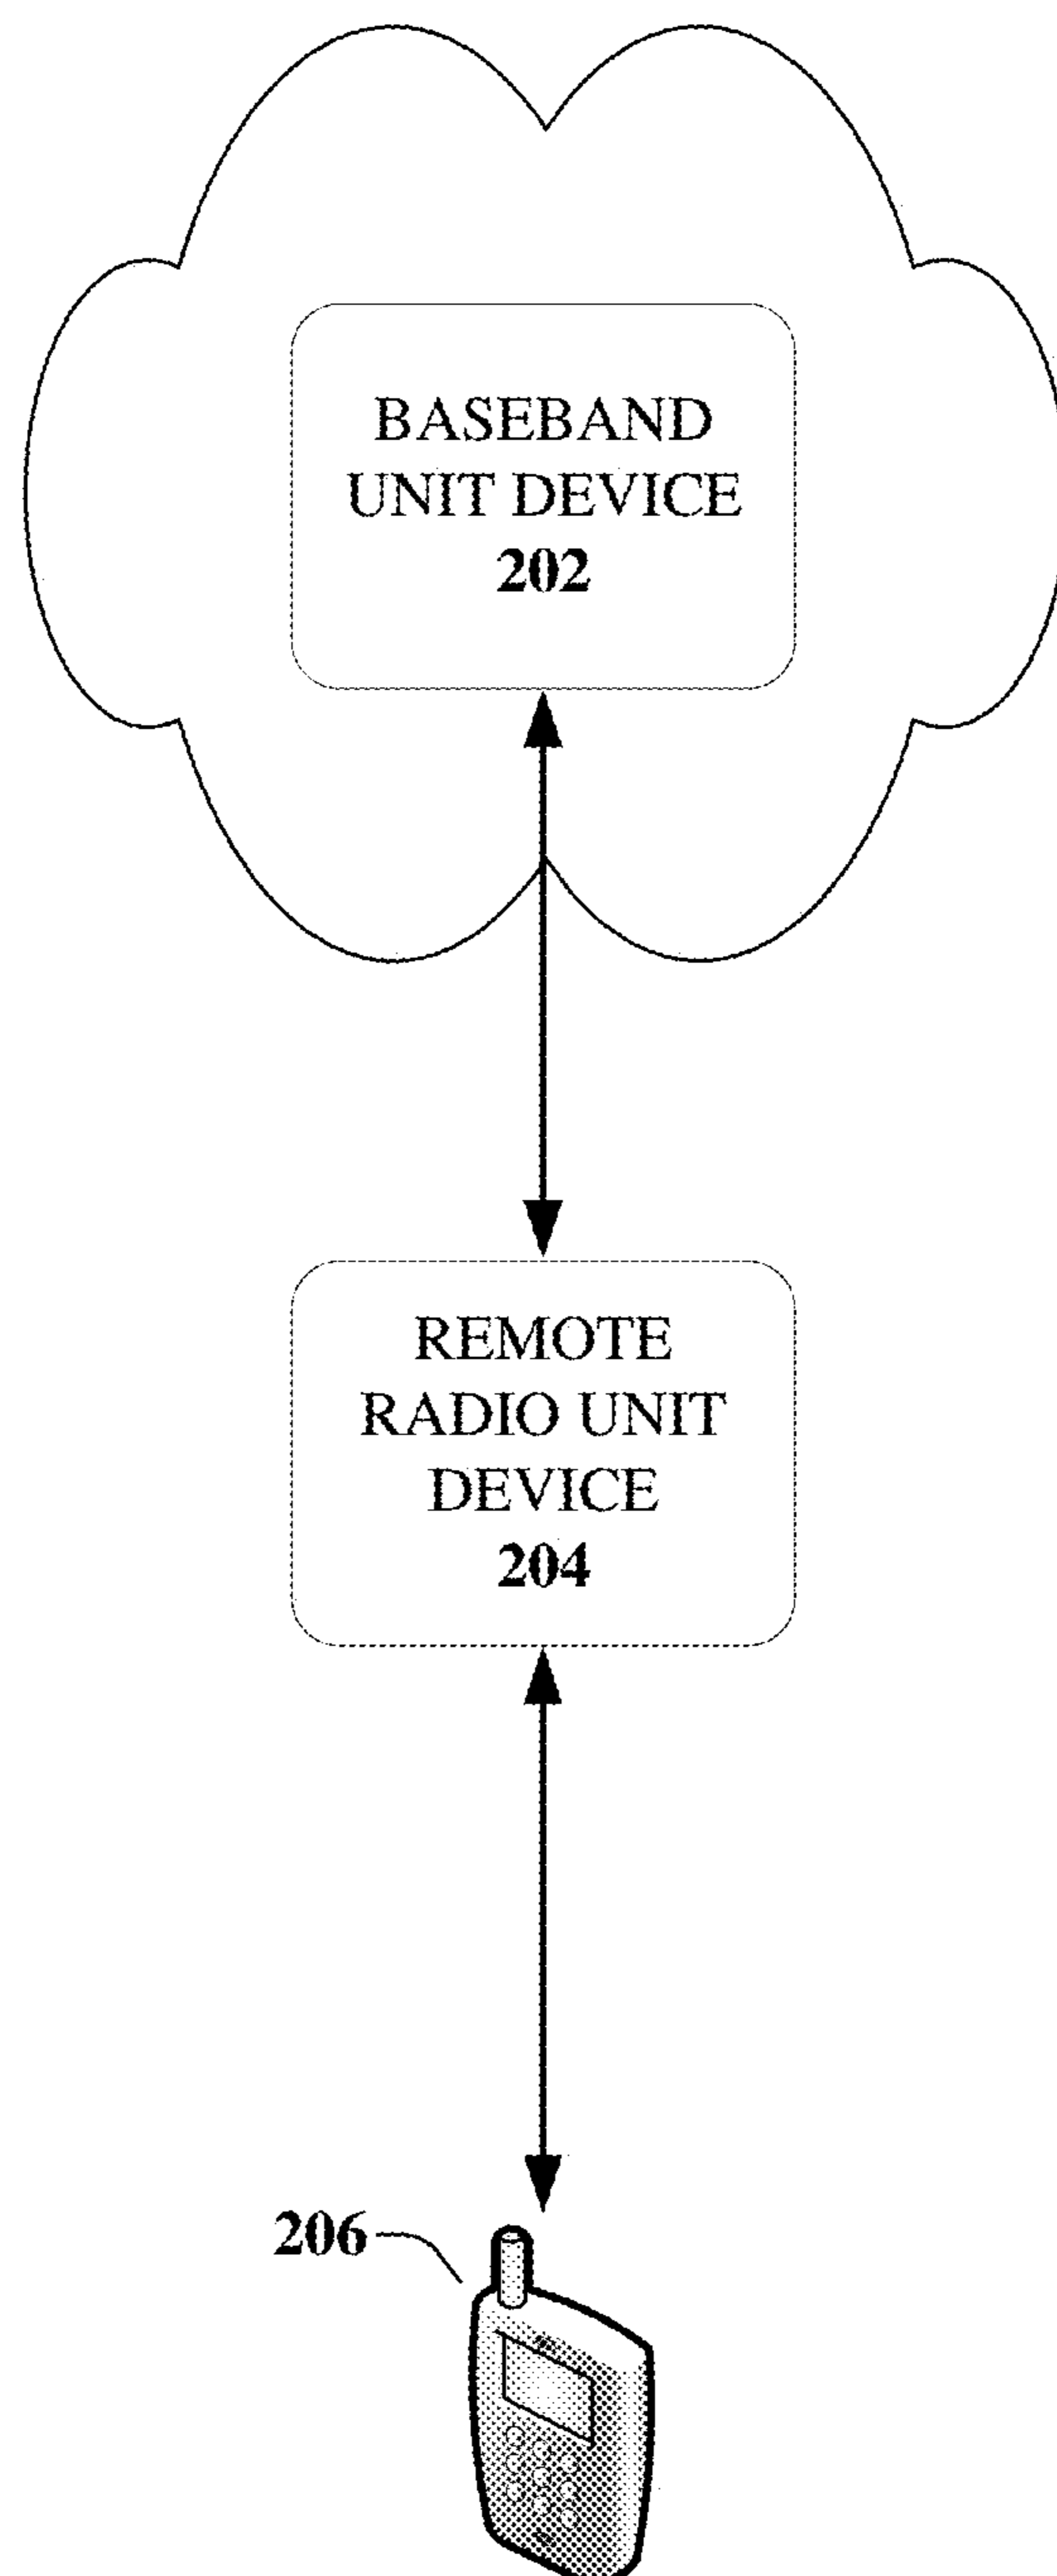 BASEBAND
UNIT DEVICE
202
REMOTE
RADIO UNIT
DEVICE
204
206